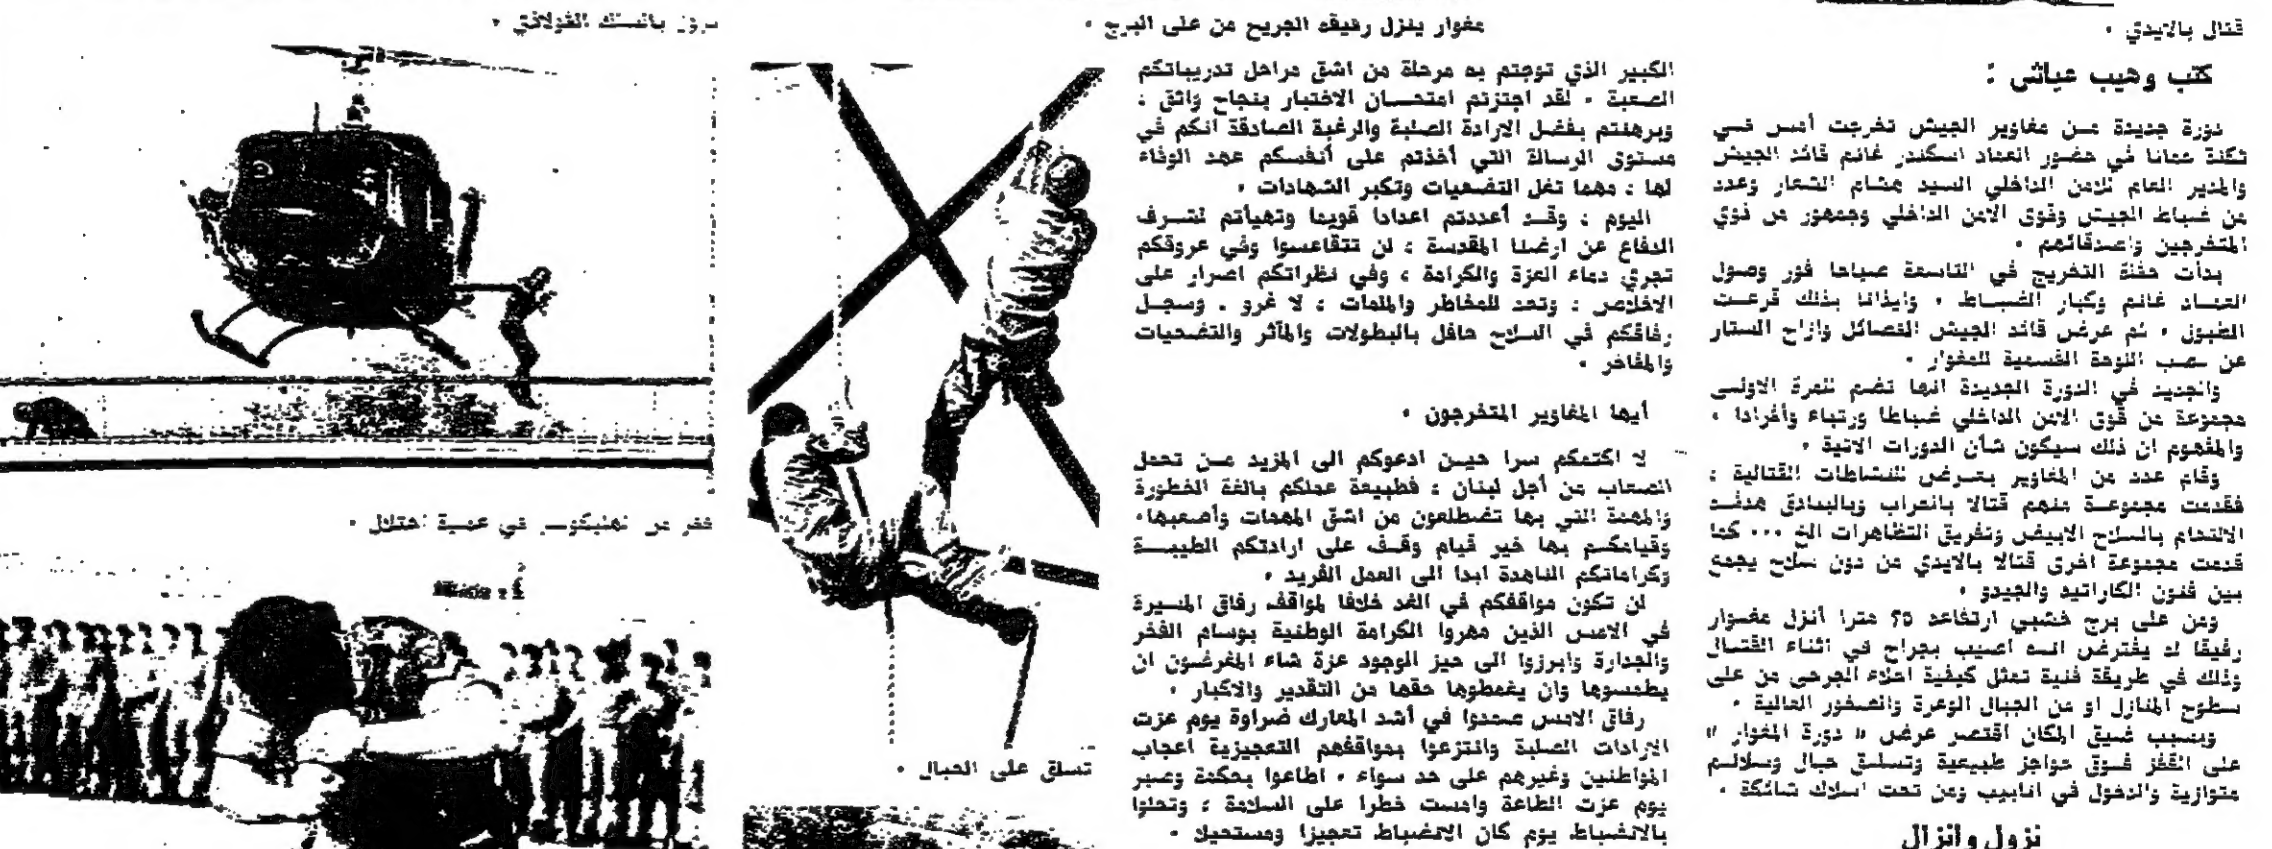 قتال بالايدي .
كتب وهيب عياش :
دورة جديدة من مغاوير الجيش تخرجت أمس في
ثكنة عمانا في حضور العماد اسكندر غانم قائد الجيش
والمدير العام للامن الداخلي السيد هشام الشعار وعدد
من ضباط الجيش وقوى الامن الداخلي وجمهور من ذوي
المتخرجين واصدقائهم .
بدأت حفلة التخريج في التاسعة صباحا فور وصول
العماد غانم وكبار الضباط . وايذانا بذلك قرعت
الطبول . ثم عرض قائد الجيش الفصائل وازاح الستار
عن نصب اللوحة القسمية للمغوار .
والجديد في الدورة الجديدة انها تضم للمرة الاولى
مجموعة من قوى الامن الداخلي ضباطا ورتباء وأفرادا .
والمفهوم ان ذلك سيكون شأن الدورات الاتية .
وقام عدد من المغاوير بعرض للنشاطات القتالية :
فقدمت مجموعة منهم قتالا بالحراب وبالبنادق هدفه
الالتحام بالسلاح الابيض وتفريق التظاهرات الخ ... كما
قدمت مجموعة اخرى قتالا بالايدي من دون سلاح يجمع
بين فنون الكاراتيه والجيدو .
ومن على برج خشبي ارتفاعه ٢٥ مترا أنزل مغوار
رفيقا له يفترض انه اصيب بجراح في اثناء القتال
وذلك في طريقة فنية تمثل كيفية اخلاء الجرحى من على
سطوح المنازل او من الجبال الوعرة والصخور العالية .
وبسبب ضيق المكان اقتصر عرض « دورة المغوار »
على القفز فوق حواجز طبيعية وتسلق حبال وسلالم
متوازية والدخول في انابيب ومن تحت اسلاك شائكة .
نزول وانزال
مغوار ينزل رفيقه الجريح من على البرج .
الكبير الذي توجتم به مرحلة من اشق مراحل تدريباتكم
الصعبة . لقد اجتزتم امتحان الاختبار بنجاح واثق :
وبرهنتم بفضل الارادة الصلبة والرغبة الصادقة انكم في
مستوى الرسالة التي أخذتم على أنفسكم عهد الوفاء
لها : مهما تغل التضحيات وتكبر الشهادات .
اليوم : وقد أعددتم اعدادا قويما وتهيأتم لشرف
الدفاع عن ارضنا المقدسة : لن تتقاعسوا وفي عروقكم
تجري دماء العزة والكرامة ، وفي نظراتكم اصرار على
الاخلاص : وتحد للمخاطر والملمات : لا غرو . وسجل
رفاقكم في السلاح حافل بالبطولات والمآثر والتضحيات
والمفاخر .
أيها المغاوير المتخرجون .
لا اكتمكم سرا حين ادعوكم الى المزيد من تحمل
الصعاب من أجل لبنان : فطبيعة عملكم بالغة الخطورة
والمهمة التي بها تضطلعون من اشق المهمات وأصعبها .
وقيامكم بها خير قيام وقف على ارادتكم الطيبة
وكراماتكم الناهدة ابدا الى العمل الفريد .
لن تكون مواقفكم في الغد خلافا لمواقف رفاق المسيرة
في الامس الذين مهروا الكرامة الوطنية بوسام الفخر
والجدارة وابرزوا الى حيز الوجود عزة شاء المغرضون ان
يطمسوها وان يغمطوها حقها من التقدير والاكبار .
رفاق الامس صمدوا في أشد المعارك ضراوة يوم عزت
الارادات الصلبة وانتزعوا بمواقفهم التعجيزية اعجاب
المواطنين وغيرهم على حد سواء . اطاعوا بحكمة وصبر
يوم عزت الطاعة وامست خطرا على السلامة : وتحلوا
بالانضباط يوم كان الانضباط تعجيزا ومستحيلا .
تسلق على الحبال .
قفز من الهليكوبتر في عملية احتلال .